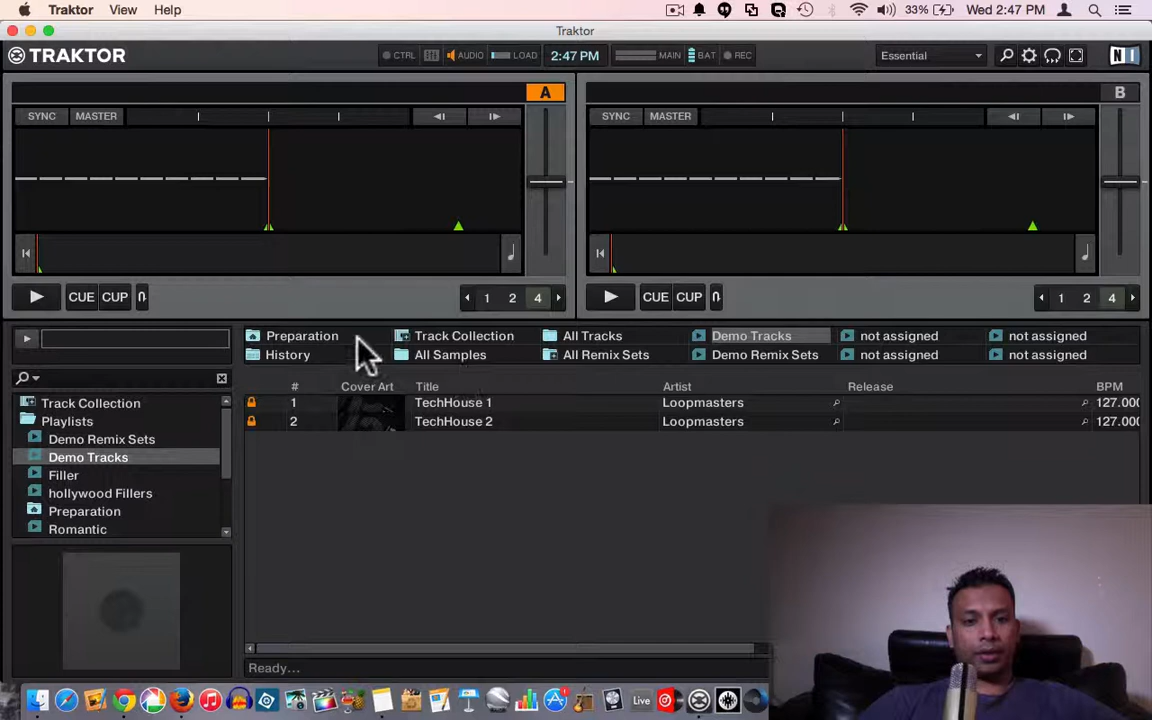 Traktor View Help 33% Wed 2:47 PM
Traktor
TRAKTOR CTRL AUDIO LOAD 2:47 PM MAIN BAT REC Essential NI
A B
SYNC MASTER SYNC MASTER
CUE CUP 1 2 4 CUE CUP 1 2 4
Preparation Track Collection All Tracks Demo Tracks not assigned not assigned
History All Samples All Remix Sets Demo Remix Sets not assigned not assigned
# Cover Art Title Artist Release BPM
1 TechHouse 1 Loopmasters 127.000
2 TechHouse 2 Loopmasters 127.000
Track Collection
Playlists
Demo Remix Sets
Demo Tracks
Filler
hollywood Fillers
Preparation
Romantic
Ready...
Live